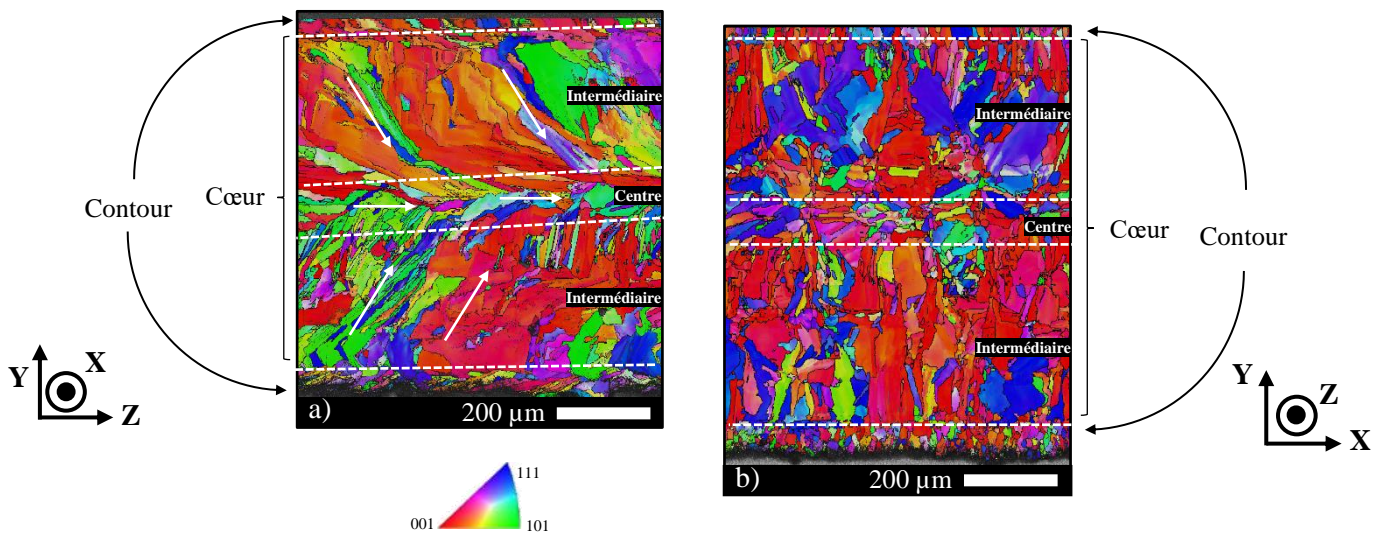 Contour
Cœur
Intermédiaire
Centre
Intermédiaire
a)
200 µm
Y
X
Z
Intermédiaire
Centre
Intermédiaire
b)
200 µm
Cœur
Contour
Y
Z
X
111
001
101